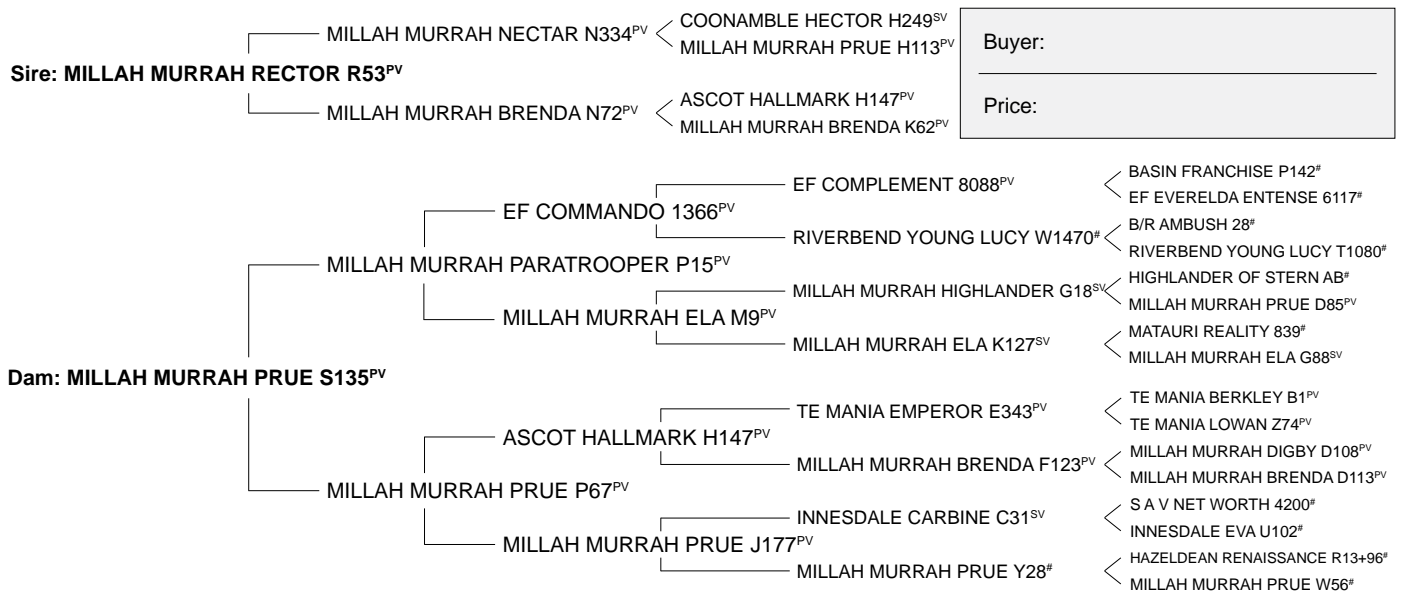 COONAMBLE HECTOR H249SV
MILLAH MURRAH NECTAR N334PV
MILLAH MURRAH PRUE H113PV
Sire: MILLAH MURRAH RECTOR R53PV
ASCOT HALLMARK H147PV
MILLAH MURRAH BRENDA N72PV
MILLAH MURRAH BRENDA K62PV
Buyer:
Price:
BASIN FRANCHISE P142#
EF COMPLEMENT 8088PV
EF EVERELDA ENTENSE 6117#
EF COMMANDO 1366PV
B/R AMBUSH 28#
RIVERBEND YOUNG LUCY W1470#
RIVERBEND YOUNG LUCY T1080#
MILLAH MURRAH PARATROOPER P15PV
HIGHLANDER OF STERN AB#
MILLAH MURRAH HIGHLANDER G18SV
MILLAH MURRAH PRUE D85PV
MILLAH MURRAH ELA M9PV
MATAURI REALITY 839#
MILLAH MURRAH ELA K127SV
MILLAH MURRAH ELA G88SV
Dam: MILLAH MURRAH PRUE S135PV
TE MANIA BERKLEY B1PV
TE MANIA EMPEROR E343PV
TE MANIA LOWAN Z74PV
ASCOT HALLMARK H147PV
MILLAH MURRAH DIGBY D108PV
MILLAH MURRAH BRENDA F123PV
MILLAH MURRAH BRENDA D113PV
MILLAH MURRAH PRUE P67PV
S A V NET WORTH 4200#
INNESDALE CARBINE C31SV
INNESDALE EVA U102#
MILLAH MURRAH PRUE J177PV
HAZELDEAN RENAISSANCE R13+96#
MILLAH MURRAH PRUE Y28#
MILLAH MURRAH PRUE W56#